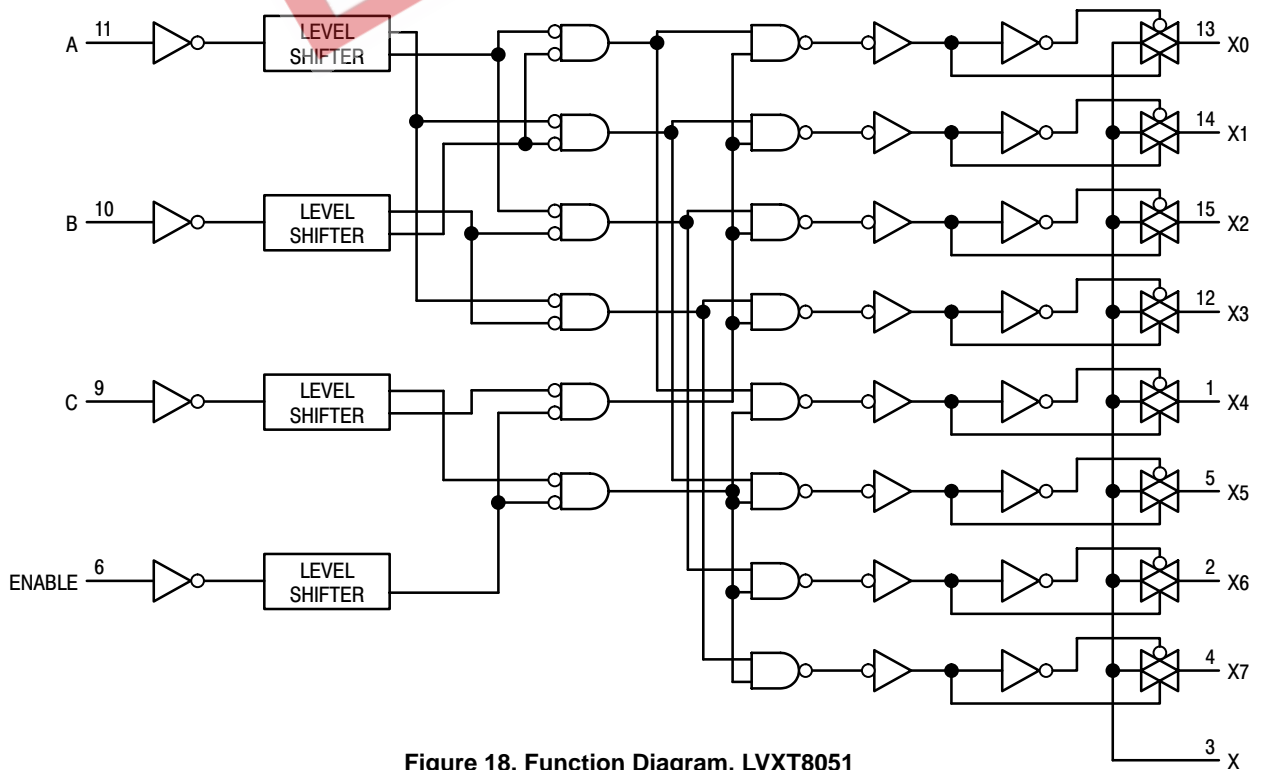 A 11 LEVEL SHIFTER 13 X0
14 X1
B 10 LEVEL SHIFTER 15 X2
12 X3
C 9 LEVEL SHIFTER 1 X4
5 X5
ENABLE 6 LEVEL SHIFTER 2 X6
4 X7
3 X
Figure 18. Function Diagram, LVXT8051